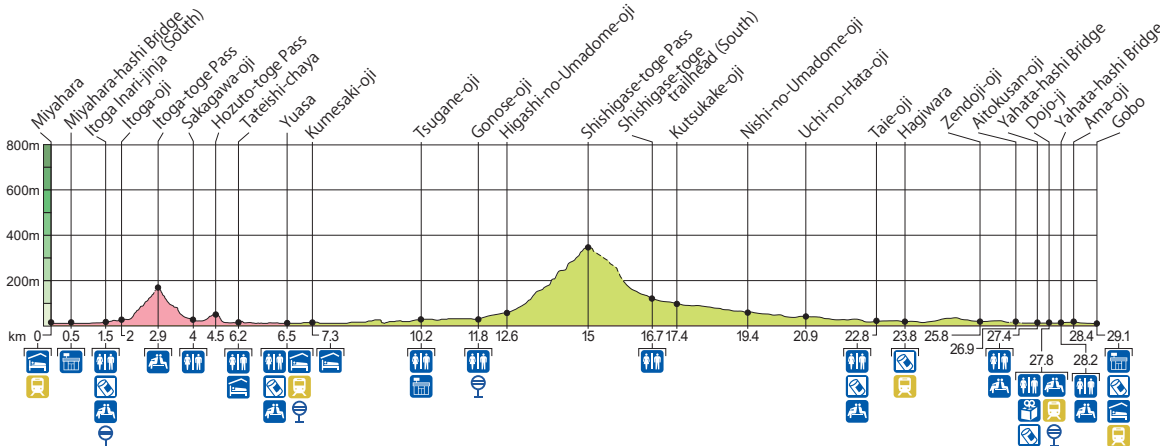 Miyahara
Miyahara-hashi Bridge
Itoga Inari-jinja (South)
Itoga-oji
Itoga-toge Pass
Sakagawa-oji
Hozuto-toge Pass
Tateishi-chaya
Yuasa
Kumesaki-oji
Tsugane-oji
Gonose-oji
Higashi-no-Umadome-oji
Shishigase-toge Pass
Shishigase-toge
trailhead (South)
Kutsukake-oji
Nishi-no-Umadome-oji
Uchi-no-Hata-oji
Taie-oji
Hagiwara
Zendoji-oji
Aitokusan-oji
Yahata-hashi Bridge
Dojo-ji
Yahata-hashi Bridge
Ama-oji
Gobo
800m
600m
400m
200m
km 0 0.5 1.5 2 2.9 4 4.5 6.2 6.5 7.3 10.2 11.8 12.6 15 16.7 17.4 19.4 20.9 22.8 23.8 25.8 26.9 27.4 27.8 28.2 28.4 29.1